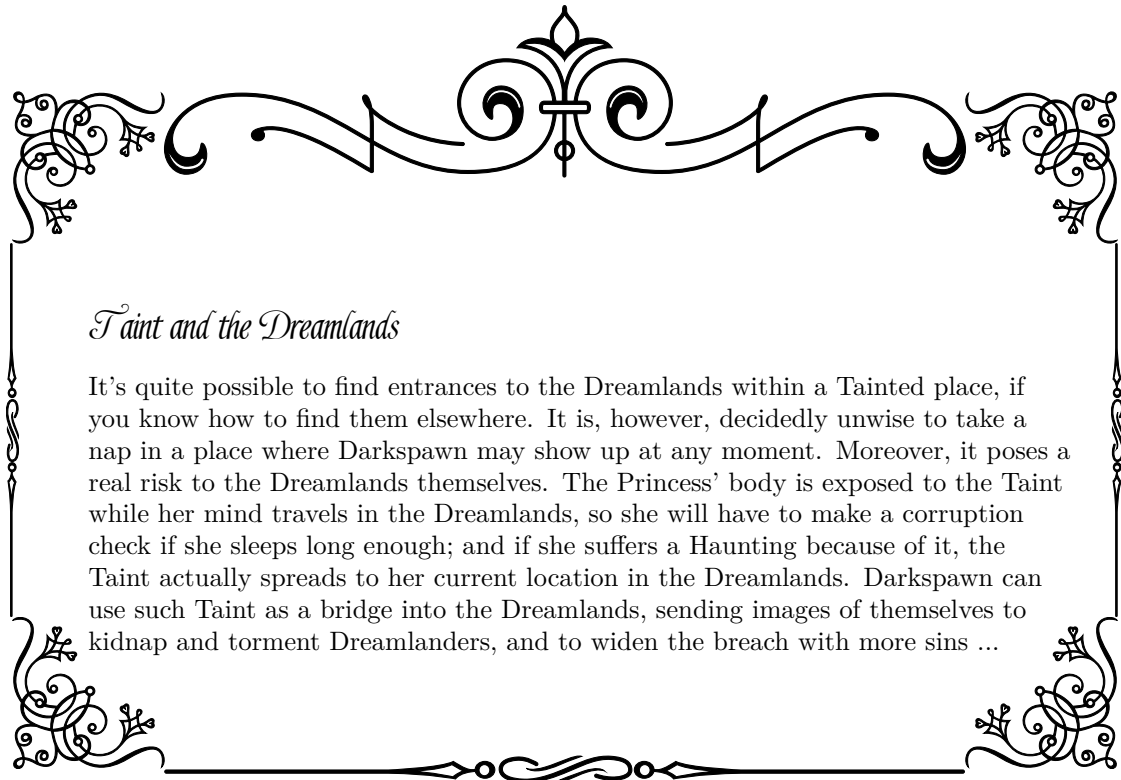 Taint and the Dreamlands
It's quite possible to find entrances to the Dreamlands within a Tainted place, if
you know how to find them elsewhere. It is, however, decidedly unwise to take a
nap in a place where Darkspawn may show up at any moment. Moreover, it poses a
real risk to the Dreamlands themselves. The Princess' body is exposed to the Taint
while her mind travels in the Dreamlands, so she will have to make a corruption
check if she sleeps long enough; and if she suffers a Haunting because of it, the
Taint actually spreads to her current location in the Dreamlands. Darkspawn can
use such Taint as a bridge into the Dreamlands, sending images of themselves to
kidnap and torment Dreamlanders, and to widen the breach with more sins ...